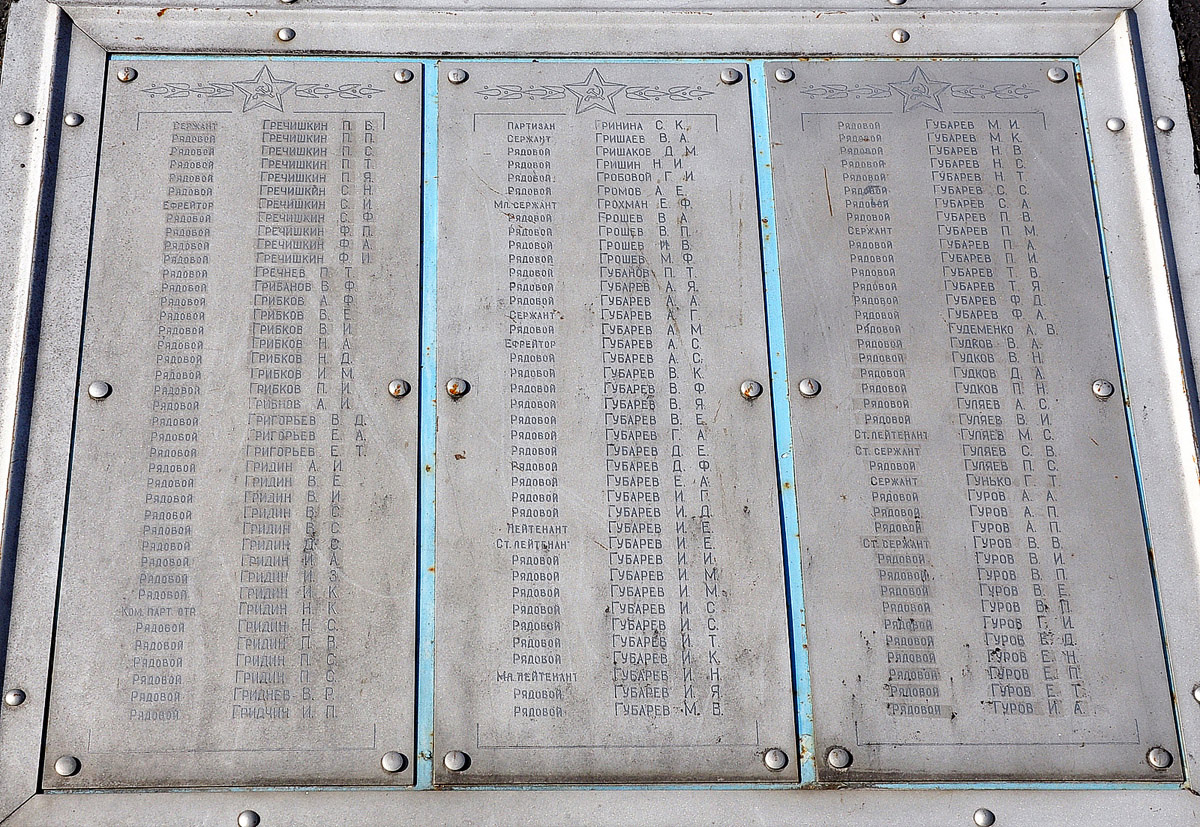 Сержант Гречишкин П. В.
Рядовой Гречишкин П. П.
Рядовой Гречишкин П. С.
Рядовой Гречишкин П. Т.
Рядовой Гречишкин П. Я.
Рядовой Гречишкин С. Н.
Ефрейтор Гречишкин С. И.
Рядовой Гречишкин С. Ф.
Рядовой Гречишкин Ф. П.
Рядовой Гречишкин Ф. А.
Рядовой Гречишкин Ф. И.
Рядовой Гречнев П. Т.
Рядовой Грибанов В. Ф.
Рядовой Грибков А. Ф.
Рядовой Грибков В. Е.
Рядовой Грибков В. И.
Рядовой Грибков Н. А.
Рядовой Грибков Н. Д.
Рядовой Грибков И. М.
Рядовой Грибков П. И.
Рядовой Грибнов А. И.
Рядовой Григорьев В. Д.
Рядовой Григорьев Е. А.
Рядовой Григорьев Е. Т.
Рядовой Гридин А. И.
Рядовой Гридин В. Е.
Рядовой Гридин В. И.
Рядовой Гридин В. С.
Рядовой Гридин В. С.
Рядовой Гридин Д. С.
Рядовой Гридин И. А.
Рядовой Гридин И. З.
Рядовой Гридин И. К.
Ком. парт. отр. Гридин Н. К.
Рядовой Гридин Н. С.
Рядовой Гридин П. В.
Рядовой Гридин П. С.
Рядовой Гридин П. С.
Рядовой Гриднев В. Р.
Рядовой Гридчин И. П.
Партизан Гринина С. К.
Сержант Гришаев В. А.
Рядовой Гришаков Д. М.
Рядовой Гришин Н. И.
Рядовой Гробовой Г. И.
Рядовой Громов А. Е.
Мл. сержант Грохман Е. Ф.
Рядовой Грошев В. А.
Рядовой Грощев В. П.
Рядовой Грошев И. В.
Рядовой Грошев М. Ф.
Рядовой Губанов П. Т.
Рядовой Губарев А. Я.
Рядовой Губарев А. А.
Сержант Губарев А. Г.
Рядовой Губарев А. М.
Ефрейтор Губарев А. С.
Рядовой Губарев А. С.
Рядовой Губарев В. К.
Рядовой Губарев В. Ф.
Рядовой Губарев В. Я.
Рядовой Губарев В. Е.
Рядовой Губарев Г. А.
Рядовой Губарев Д. Е.
Рядовой Губарев Д. Ф.
Рядовой Губарев Е. А.
Рядовой Губарев И. Г.
Рядовой Губарев И. Д.
Лейтенант Губарев И. Е.
Ст. лейтенант Губарев И. Е.
Рядовой Губарев И. И.
Рядовой Губарев И. М.
Рядовой Губарев И. М.
Рядовой Губарев И. С.
Рядовой Губарев И. С.
Рядовой Губарев И. Т.
Рядовой Губарев И. К.
Мл. лейтенант Губарев И. Н.
Рядовой Губарев И. Я.
Рядовой Губарев М. В.
Рядовой Губарев М. И.
Рядовой Губарев М. К.
Рядовой Губарев Н. В.
Рядовой Губарев Н. С.
Рядовой Губарев Н. Т.
Рядовой Губарев С. С.
Рядовой Губарев С. А.
Рядовой Губарев П. В.
Сержант Губарев П. М.
Рядовой Губарев П. А.
Рядовой Губарев П. И.
Рядовой Губарев Т. В.
Рядовой Губарев Т. Я.
Рядовой Губарев Ф. Д.
Рядовой Губарев Ф. А.
Рядовой Гудеменко А. В.
Рядовой Гудков В. А.
Рядовой Гудков В. Н.
Рядовой Гудков Д. А.
Рядовой Гудков П. Н.
Рядовой Гуляев А. С.
Рядовой Гуляев В. И.
Ст. лейтенант Гуляев М. С.
Ст. сержант Гуляев С. В.
Рядовой Гуляев П. С.
Сержант Гунько Г. Т.
Рядовой Гуров А. А.
Рядовой Гуров А. П.
Рядовой Гуров А. П.
Ст. сержант Гуров В. В.
Рядовой Гуров В. И.
Рядовой Гуров В. П.
Рядовой Гуров В. Е.
Рядовой Гуров В. П.
Рядовой Гуров Г. И.
Рядовой Гуров Е. Д.
Рядовой Гуров Е. Н.
Рядовой Гуров Е. П.
Рядовой Гуров Е. Т.
Рядовой Гуров И. А.